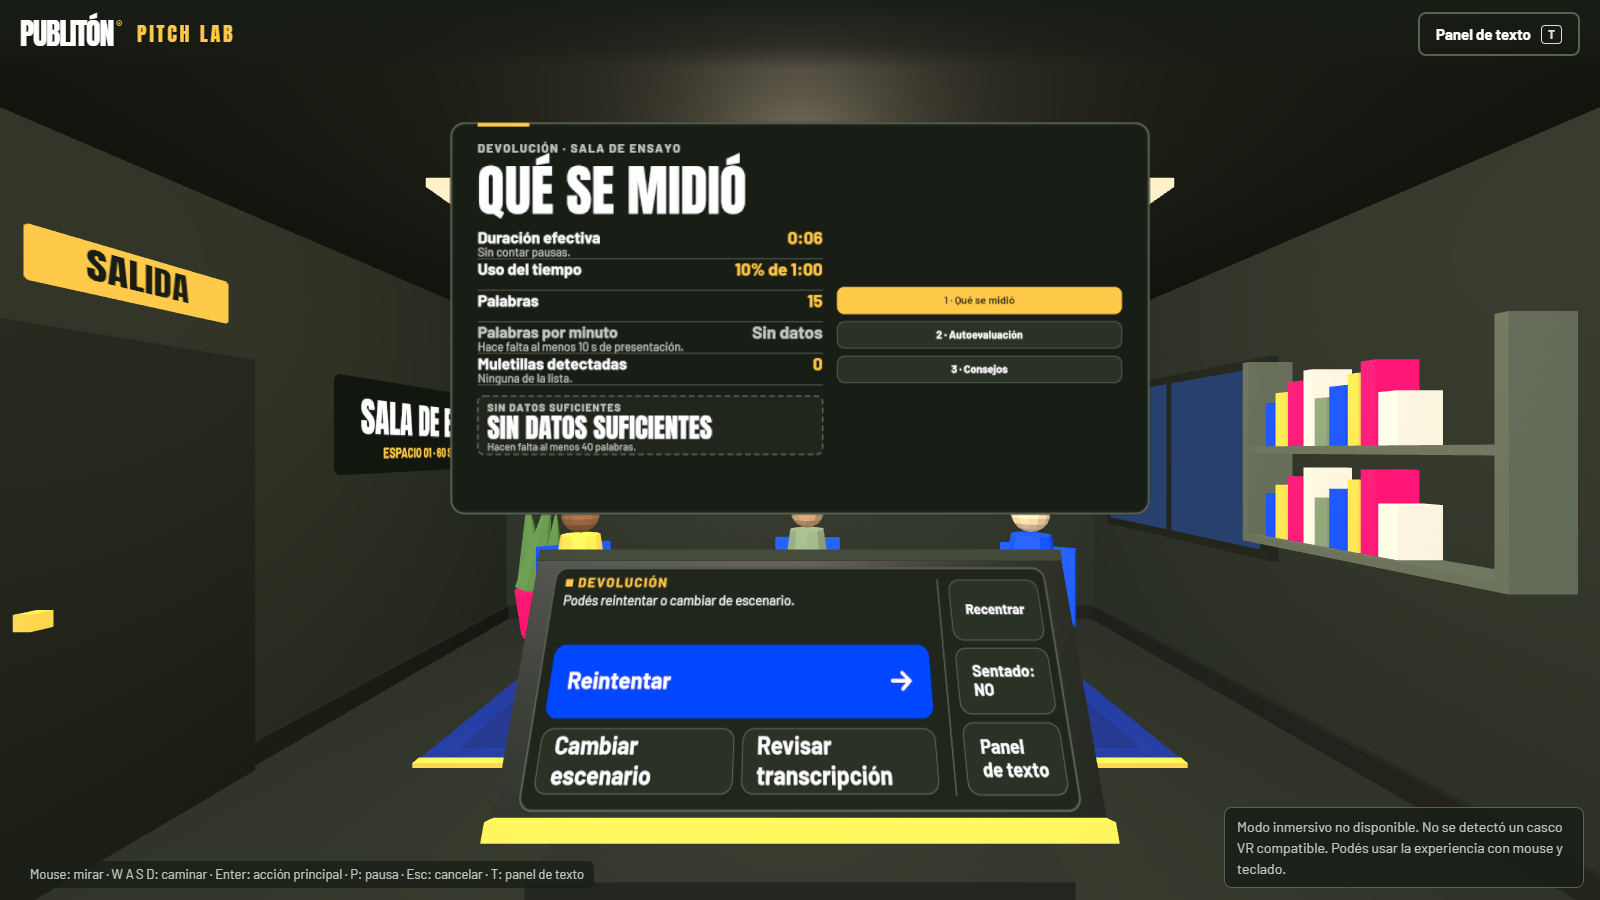 PUBLITÓN PITCH LAB
Panel de texto T
DEVOLUCIÓN · SALA DE ENSAYO
QUÉ SE MIDIÓ
Duración efectiva 0:06
Sin contar pausas.
Uso del tiempo 10% de 1:00
Palabras 15
Palabras por minuto Sin datos
Hace falta al menos 10 s de presentación.
Muletillas detectadas 0
Ninguna de la lista.
SIN DATOS SUFICIENTES
SIN DATOS SUFICIENTES
Hacen falta al menos 40 palabras.
1 · Qué se midió
2 · Autoevaluación
3 · Consejos
SALIDA
SALA DE
ESPACIO 01 · 60
DEVOLUCIÓN
Podés reintentar o cambiar de escenario.
Reintentar →
Cambiar
escenario
Revisar
transcripción
Recentrar
Sentado:
NO
Panel
de texto
Mouse: mirar · W A S D: caminar · Enter: acción principal · P: pausa · Esc: cancelar · T: panel de texto
Modo inmersivo no disponible. No se detectó un casco
VR compatible. Podés usar la experiencia con mouse y
teclado.